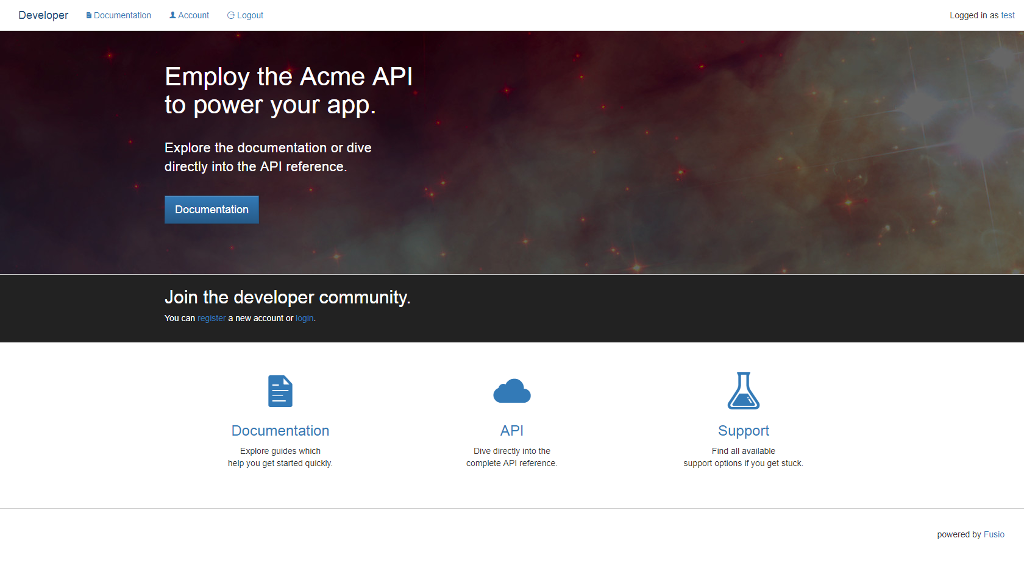 Developer Documentation Account Logout Logged in as test
Employ the Acme API
to power your app.
Explore the documentation or dive
directly into the API reference.
Documentation
Join the developer community.
You can register a new account or login.
Documentation
Explore guides which
help you get started quickly.
API
Dive directly into the
complete API reference.
Support
Find all available
support options if you get stuck.
powered by Fusio